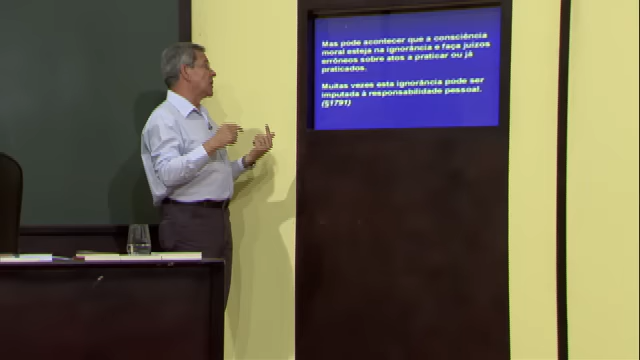 Mas pode acontecer que a consciência
moral esteja na ignorância e faça juízos
errôneos sobre atos a praticar ou já
praticados.
Muitas vezes esta ignorância pode ser
imputada à responsabilidade pessoal.
(§1791)